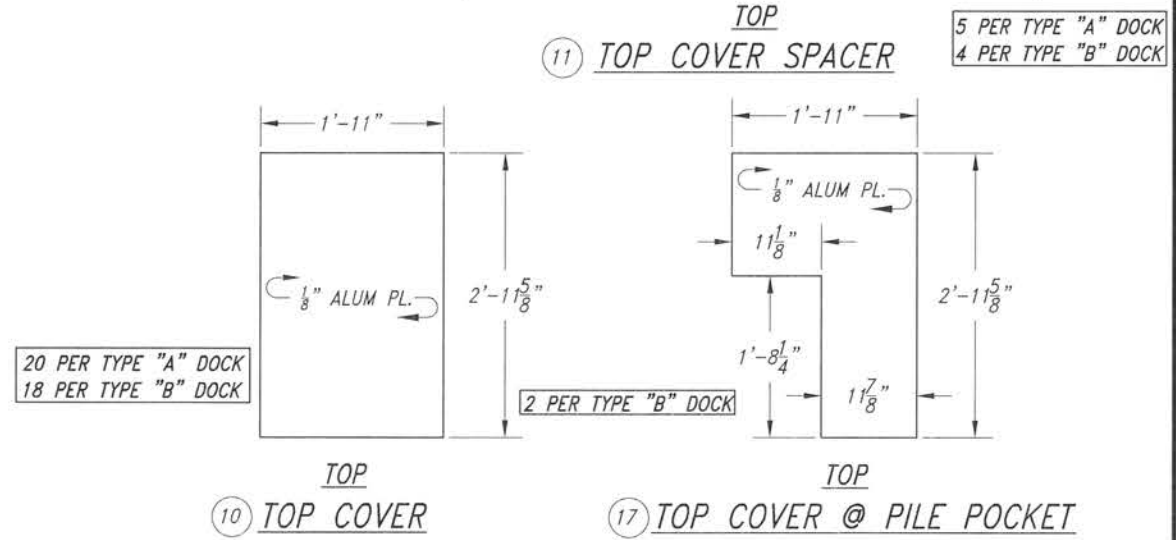 TOP
11 TOP COVER SPACER
5 PER TYPE "A" DOCK
4 PER TYPE "B" DOCK
1'-11"
1/8" ALUM PL.
2'-11 5/8"
20 PER TYPE "A" DOCK
18 PER TYPE "B" DOCK
TOP
10 TOP COVER
1'-11"
1/8" ALUM PL.
11 1/8"
2'-11 5/8"
1'-8 1/4"
11 7/8"
2 PER TYPE "B" DOCK
TOP
17 TOP COVER @ PILE POCKET